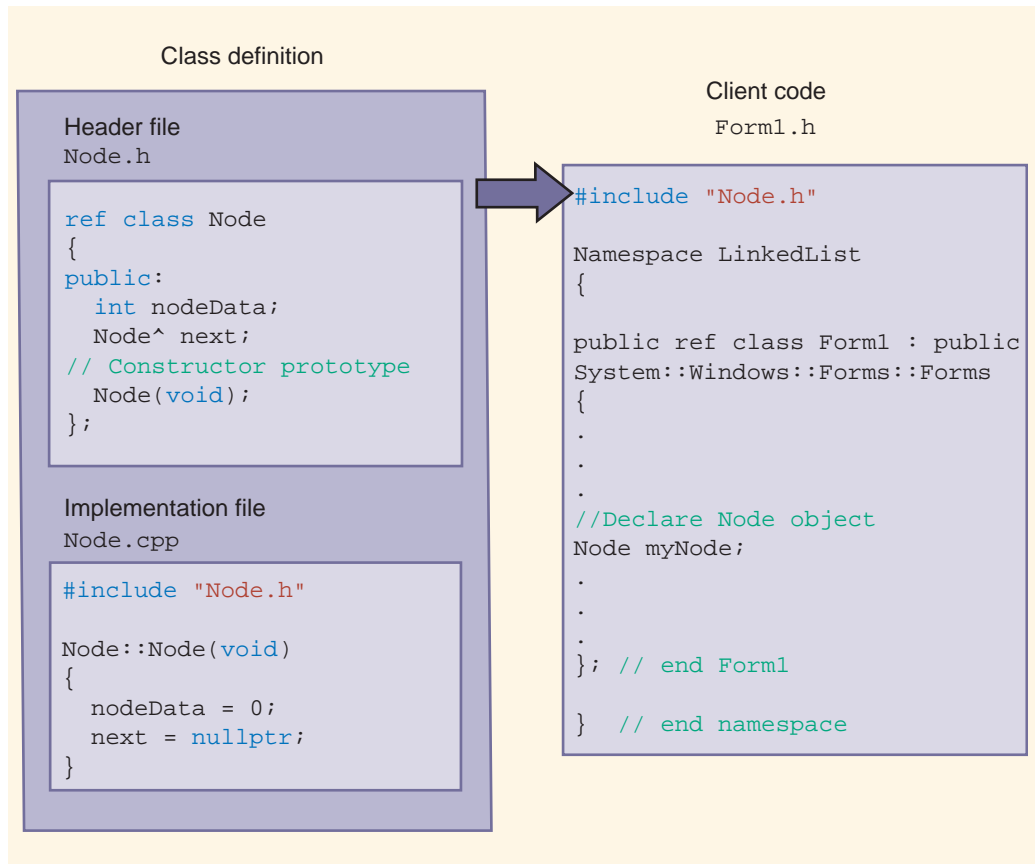 Class definition
Header file
Node.h
ref class Node
{
public:
  int nodeData;
  Node^ next;
// Constructor prototype
  Node(void);
};
Implementation file
Node.cpp
#include "Node.h"
Node::Node(void)
{
  nodeData = 0;
  next = nullptr;
}
Client code
Form1.h
#include "Node.h"
Namespace LinkedList
{
public ref class Form1 : public
System::Windows::Forms::Forms
{
.
.
.
//Declare Node object
Node myNode;
.
.
.
}; // end Form1
}  // end namespace